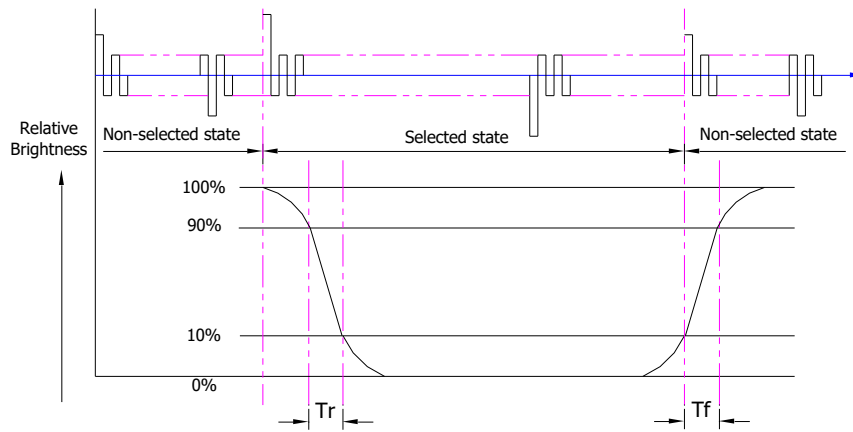 Relative
Brightness
Non-selected state
Selected state
Non-selected state
100%
90%
10%
0%
Tr
Tf